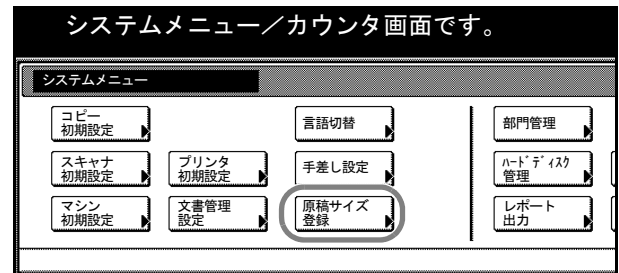 システムメニュー／カウンタ画面です。
システムメニュー
コピー
初期設定
言語切替
部門管理
スキャナ
初期設定
プリンタ
初期設定
手差し設定
ﾊｰﾄﾞﾃﾞｨｽｸ
管理
マシン
初期設定
文書管理
設定
原稿サイズ
登録
レポート
出力